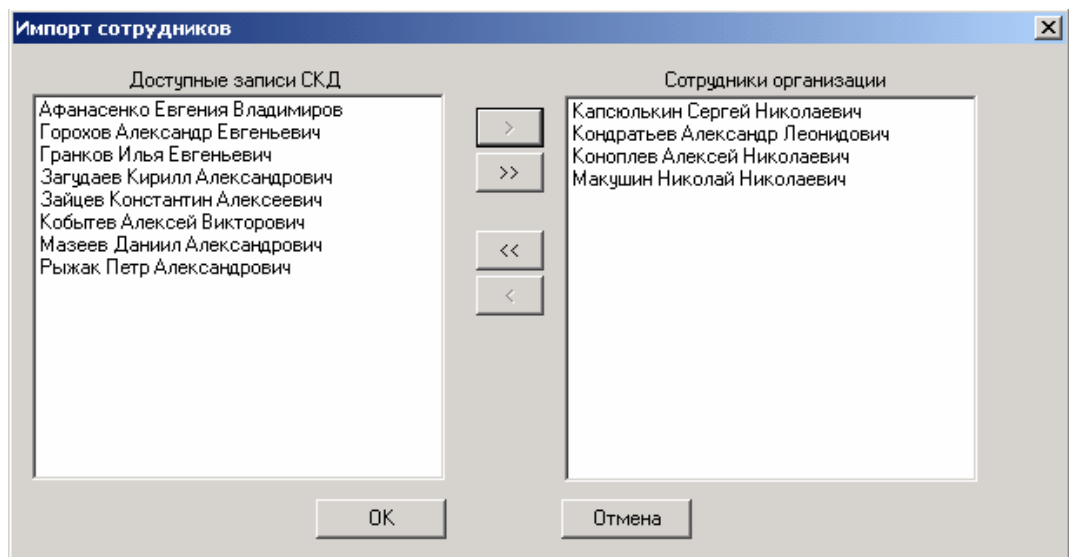 Импорт сотрудников
Доступные записи СКД
Афанасенко Евгения Владимиров
Горохов Александр Евгеньевич
Гранков Илья Евгеньевич
Загудаев Кирилл Александрович
Зайцев Константин Алексеевич
Кобытев Алексей Викторович
Мазеев Даниил Александрович
Рыжак Петр Александрович
>
>>
<<
<
Сотрудники организации
Капсюлькин Сергей Николаевич
Кондратьев Александр Леонидович
Коноплев Алексей Николаевич
Макушин Николай Николаевич
OK
Отмена